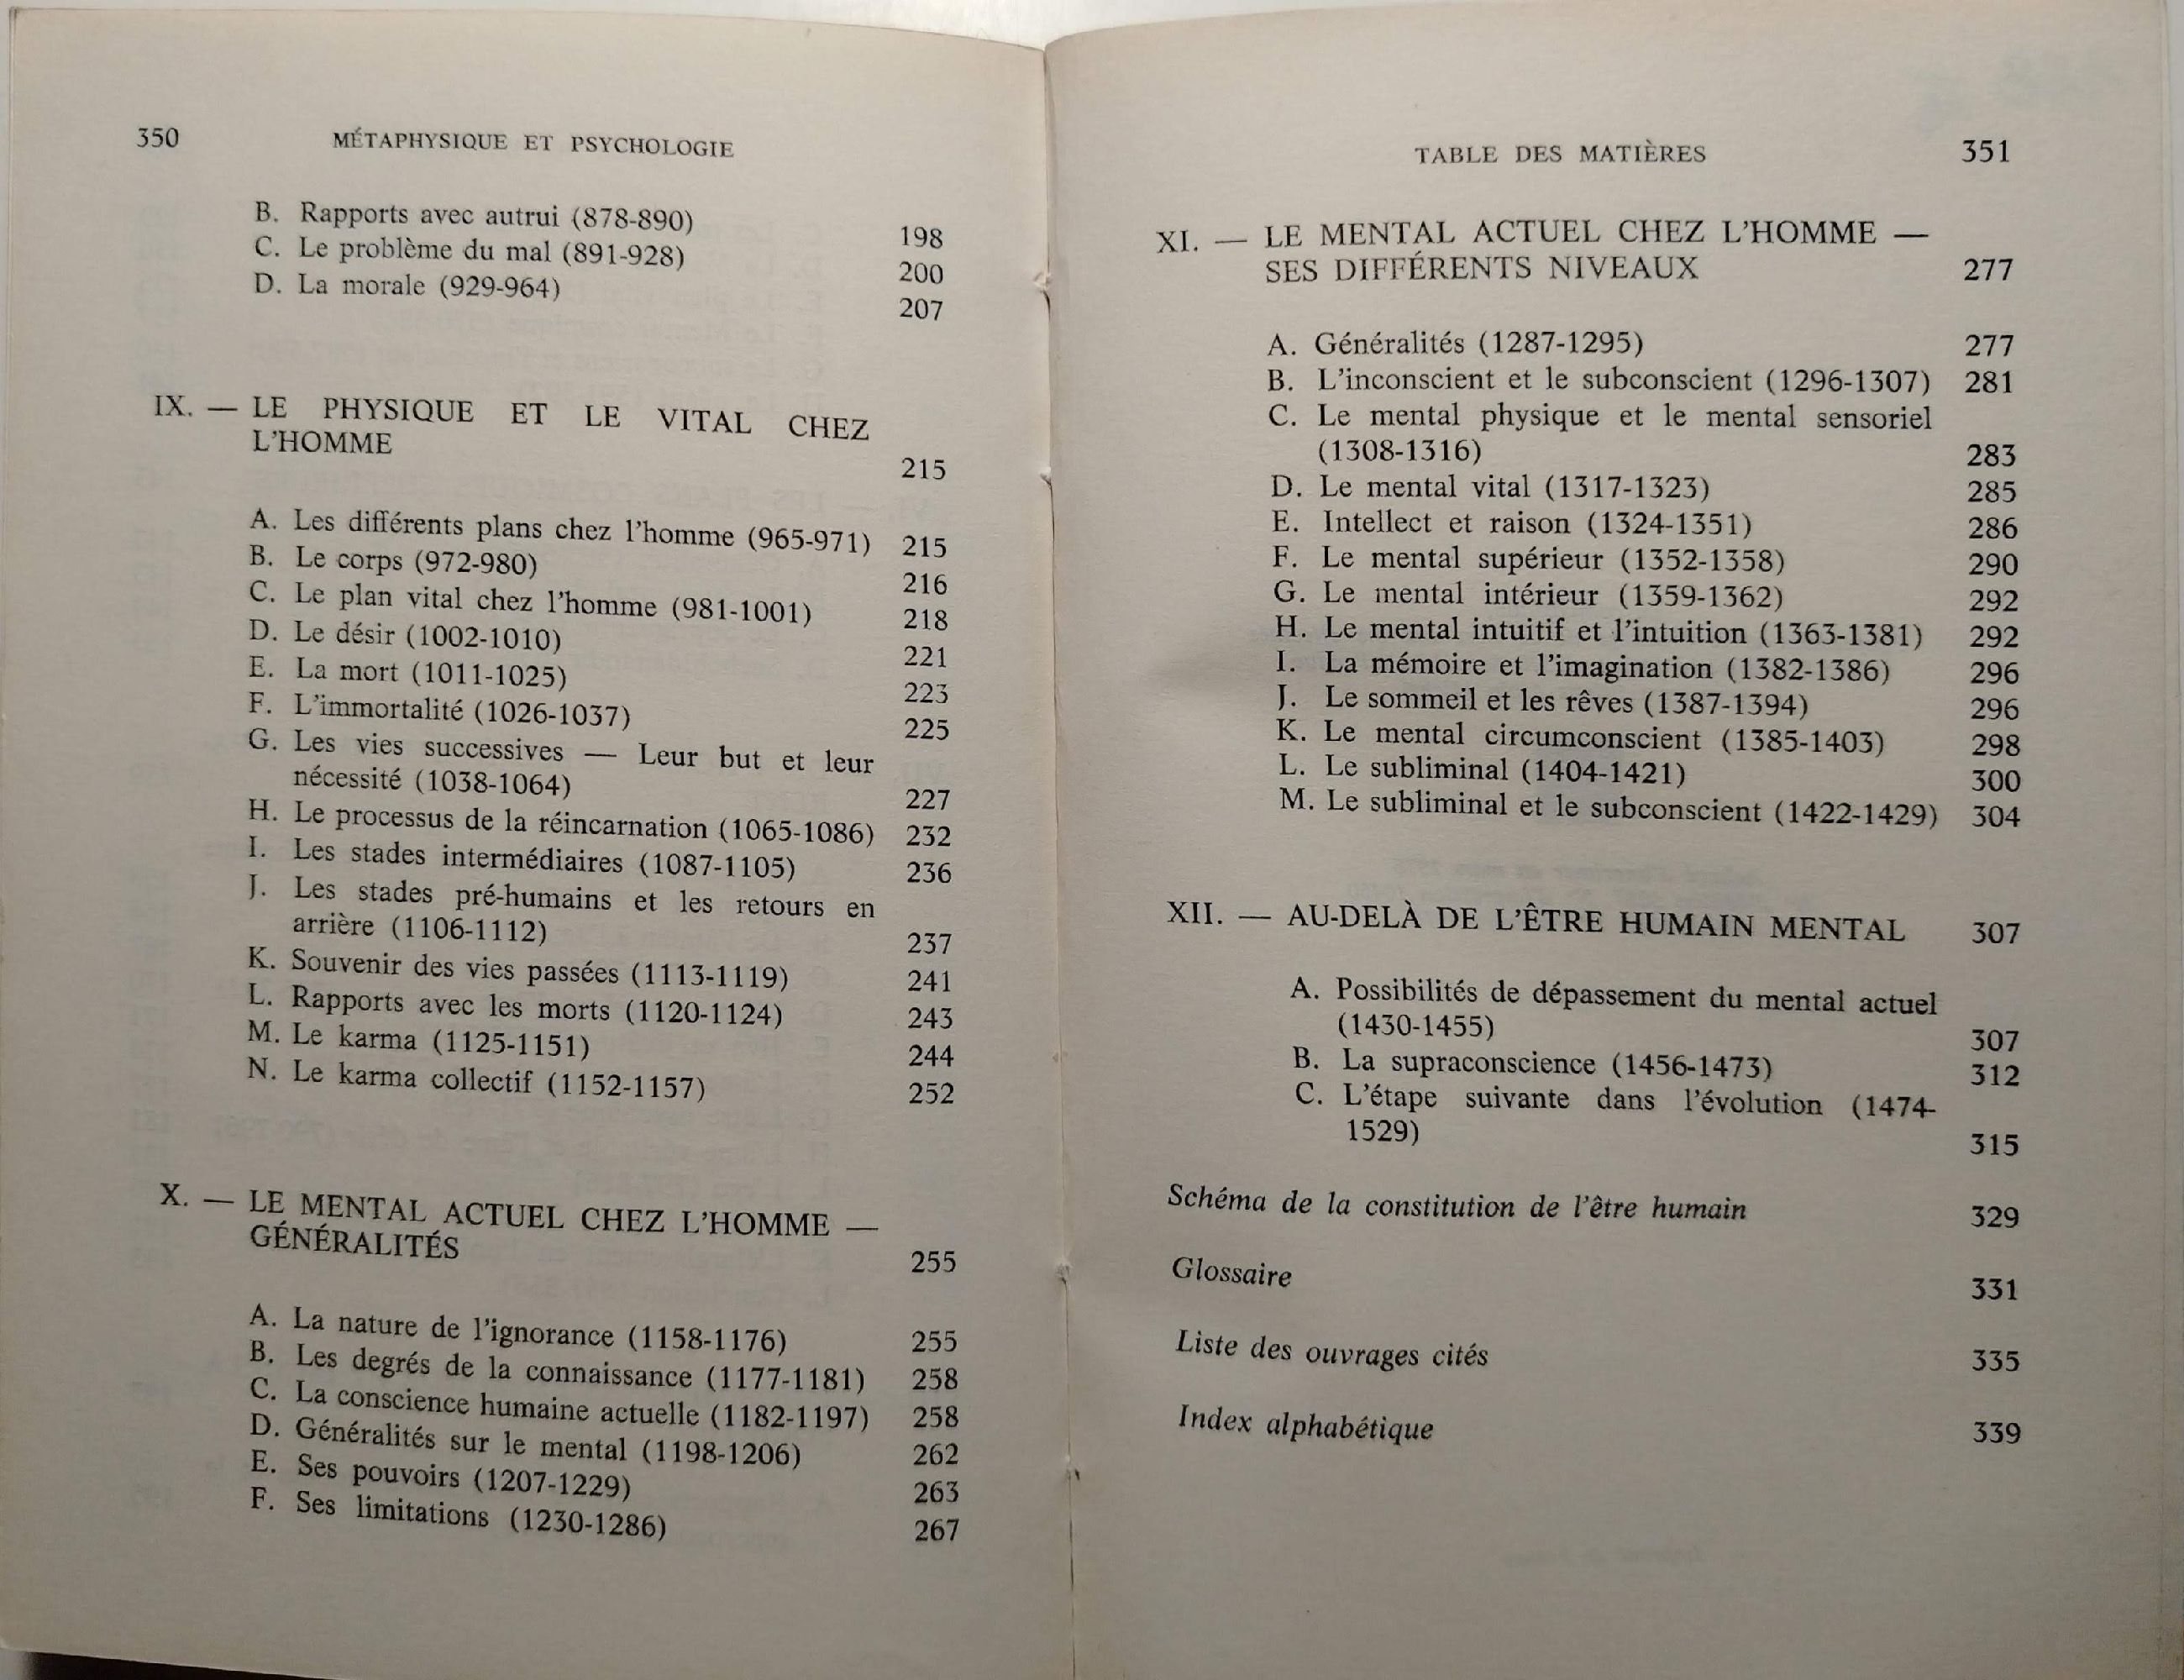 350 MÉTAPHYSIQUE ET PSYCHOLOGIE
B. Rapports avec autrui (878-890) 198
C. Le problème du mal (891-928) 200
D. La morale (929-964) 207
IX. — LE PHYSIQUE ET LE VITAL CHEZ
L'HOMME 215
A. Les différents plans chez l'homme (965-971) 215
B. Le corps (972-980) 216
C. Le plan vital chez l'homme (981-1001) 218
D. Le désir (1002-1010) 221
E. La mort (1011-1025) 223
F. L'immortalité (1026-1037) 225
G. Les vies successives — Leur but et leur
nécessité (1038-1064) 227
H. Le processus de la réincarnation (1065-1086) 232
I. Les stades intermédiaires (1087-1105) 236
J. Les stades pré-humains et les retours en
arrière (1106-1112) 237
K. Souvenir des vies passées (1113-1119) 241
L. Rapports avec les morts (1120-1124) 243
M. Le karma (1125-1151) 244
N. Le karma collectif (1152-1157) 252
X. — LE MENTAL ACTUEL CHEZ L'HOMME —
GÉNÉRALITÉS 255
A. La nature de l'ignorance (1158-1176) 255
B. Les degrés de la connaissance (1177-1181) 258
C. La conscience humaine actuelle (1182-1197) 258
D. Généralités sur le mental (1198-1206) 262
E. Ses pouvoirs (1207-1229) 263
F. Ses limitations (1230-1286) 267
TABLE DES MATIÈRES 351
XI. — LE MENTAL ACTUEL CHEZ L'HOMME —
SES DIFFÉRENTS NIVEAUX 277
A. Généralités (1287-1295) 277
B. L'inconscient et le subconscient (1296-1307) 281
C. Le mental physique et le mental sensoriel
(1308-1316) 283
D. Le mental vital (1317-1323) 285
E. Intellect et raison (1324-1351) 286
F. Le mental supérieur (1352-1358) 290
G. Le mental intérieur (1359-1362) 292
H. Le mental intuitif et l'intuition (1363-1381) 292
I. La mémoire et l'imagination (1382-1386) 296
J. Le sommeil et les rêves (1387-1394) 296
K. Le mental circumconscient (1385-1403) 298
L. Le subliminal (1404-1421) 300
M. Le subliminal et le subconscient (1422-1429) 304
XII. — AU-DELÀ DE L'ÊTRE HUMAIN MENTAL 307
A. Possibilités de dépassement du mental actuel
(1430-1455) 307
B. La supraconscience (1456-1473) 312
C. L'étape suivante dans l'évolution (1474-
1529) 315
Schéma de la constitution de l'être humain 329
Glossaire 331
Liste des ouvrages cités 335
Index alphabétique 339